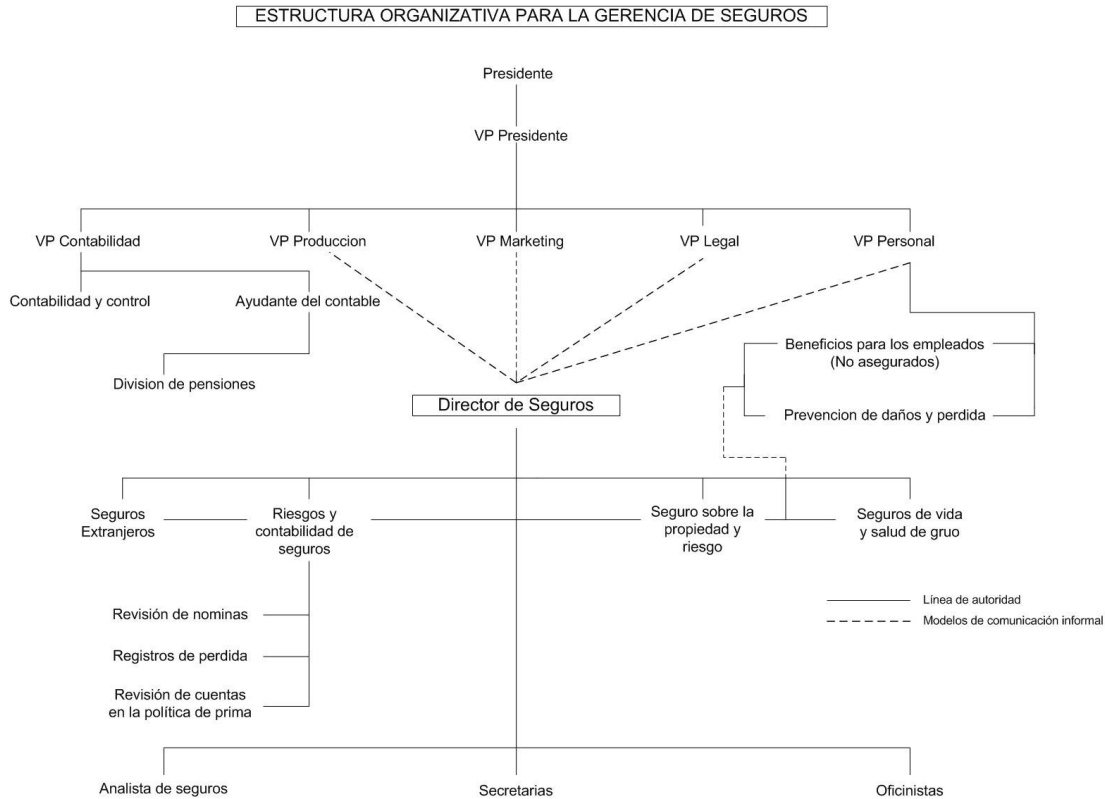 ESTRUCTURA ORGANIZATIVA PARA LA GERENCIA DE SEGUROS
Presidente
VP Presidente
VP Contabilidad
VP Produccion
VP Marketing
VP Legal
VP Personal
Contabilidad y control
Ayudante del contable
Division de pensiones
Beneficios para los empleados
(No asegurados)
Prevencion de daños y perdida
Director de Seguros
Seguros
Extranjeros
Riesgos y
contabilidad de
seguros
Seguro sobre la
propiedad y
riesgo
Seguros de vida
y salud de gruo
Revisión de nominas
Registros de perdida
Revisión de cuentas
en la política de prima
Línea de autoridad
Modelos de comunicación informal
Analista de seguros
Secretarias
Oficinistas